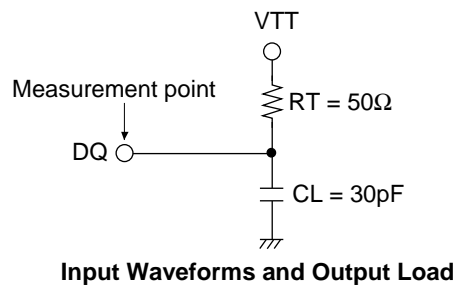 VTT
Measurement point
RT = 50Ω
DQ
CL = 30pF
Input Waveforms and Output Load